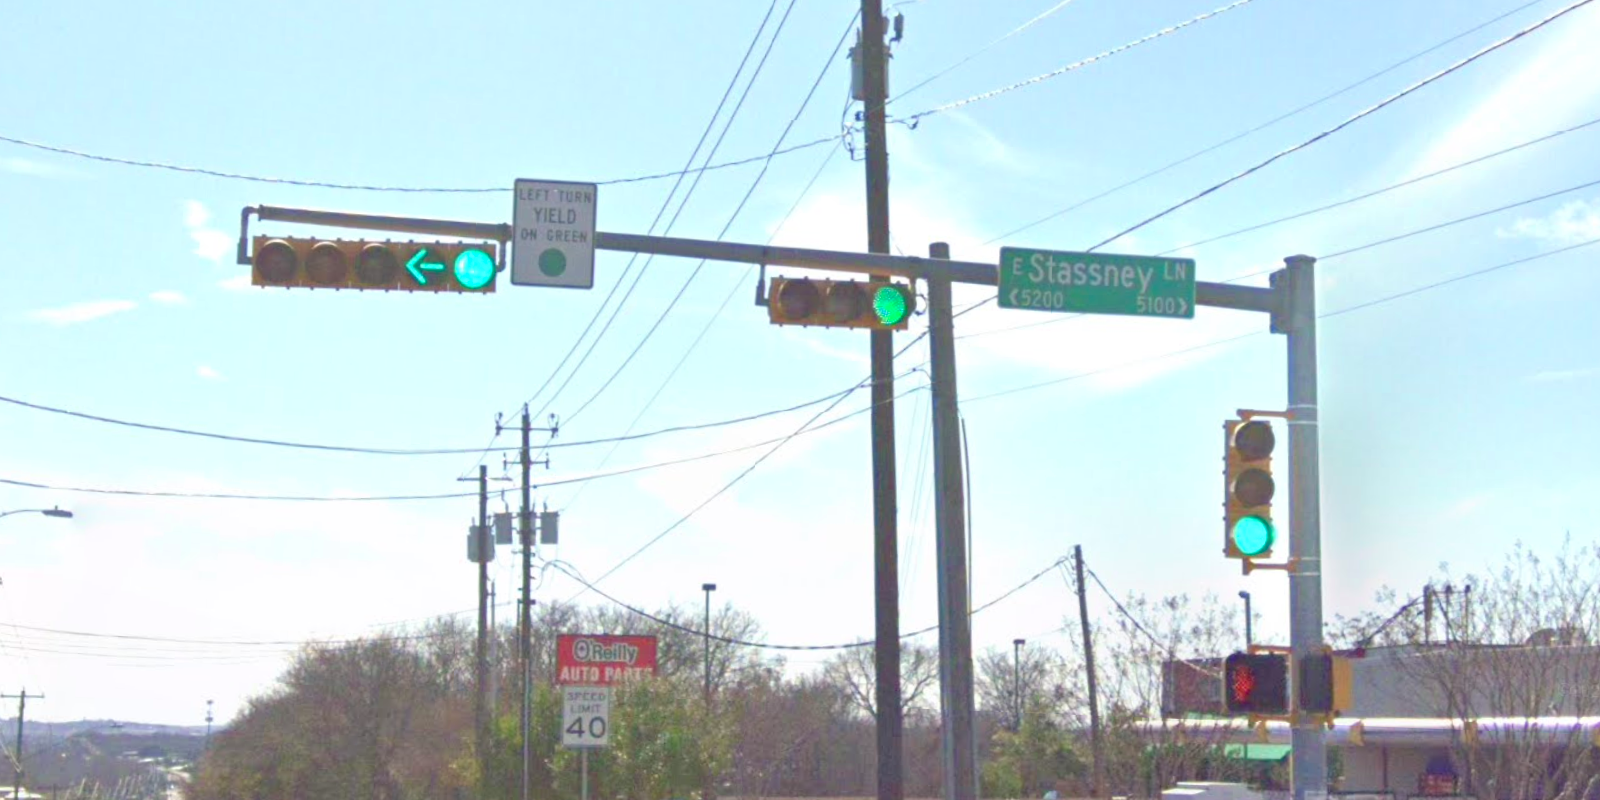 LEFT TURN
YIELD
ON GREEN
E Stassney LN
<5200 5100>
O'Reilly
AUTO PARTS
SPEED
LIMIT
40